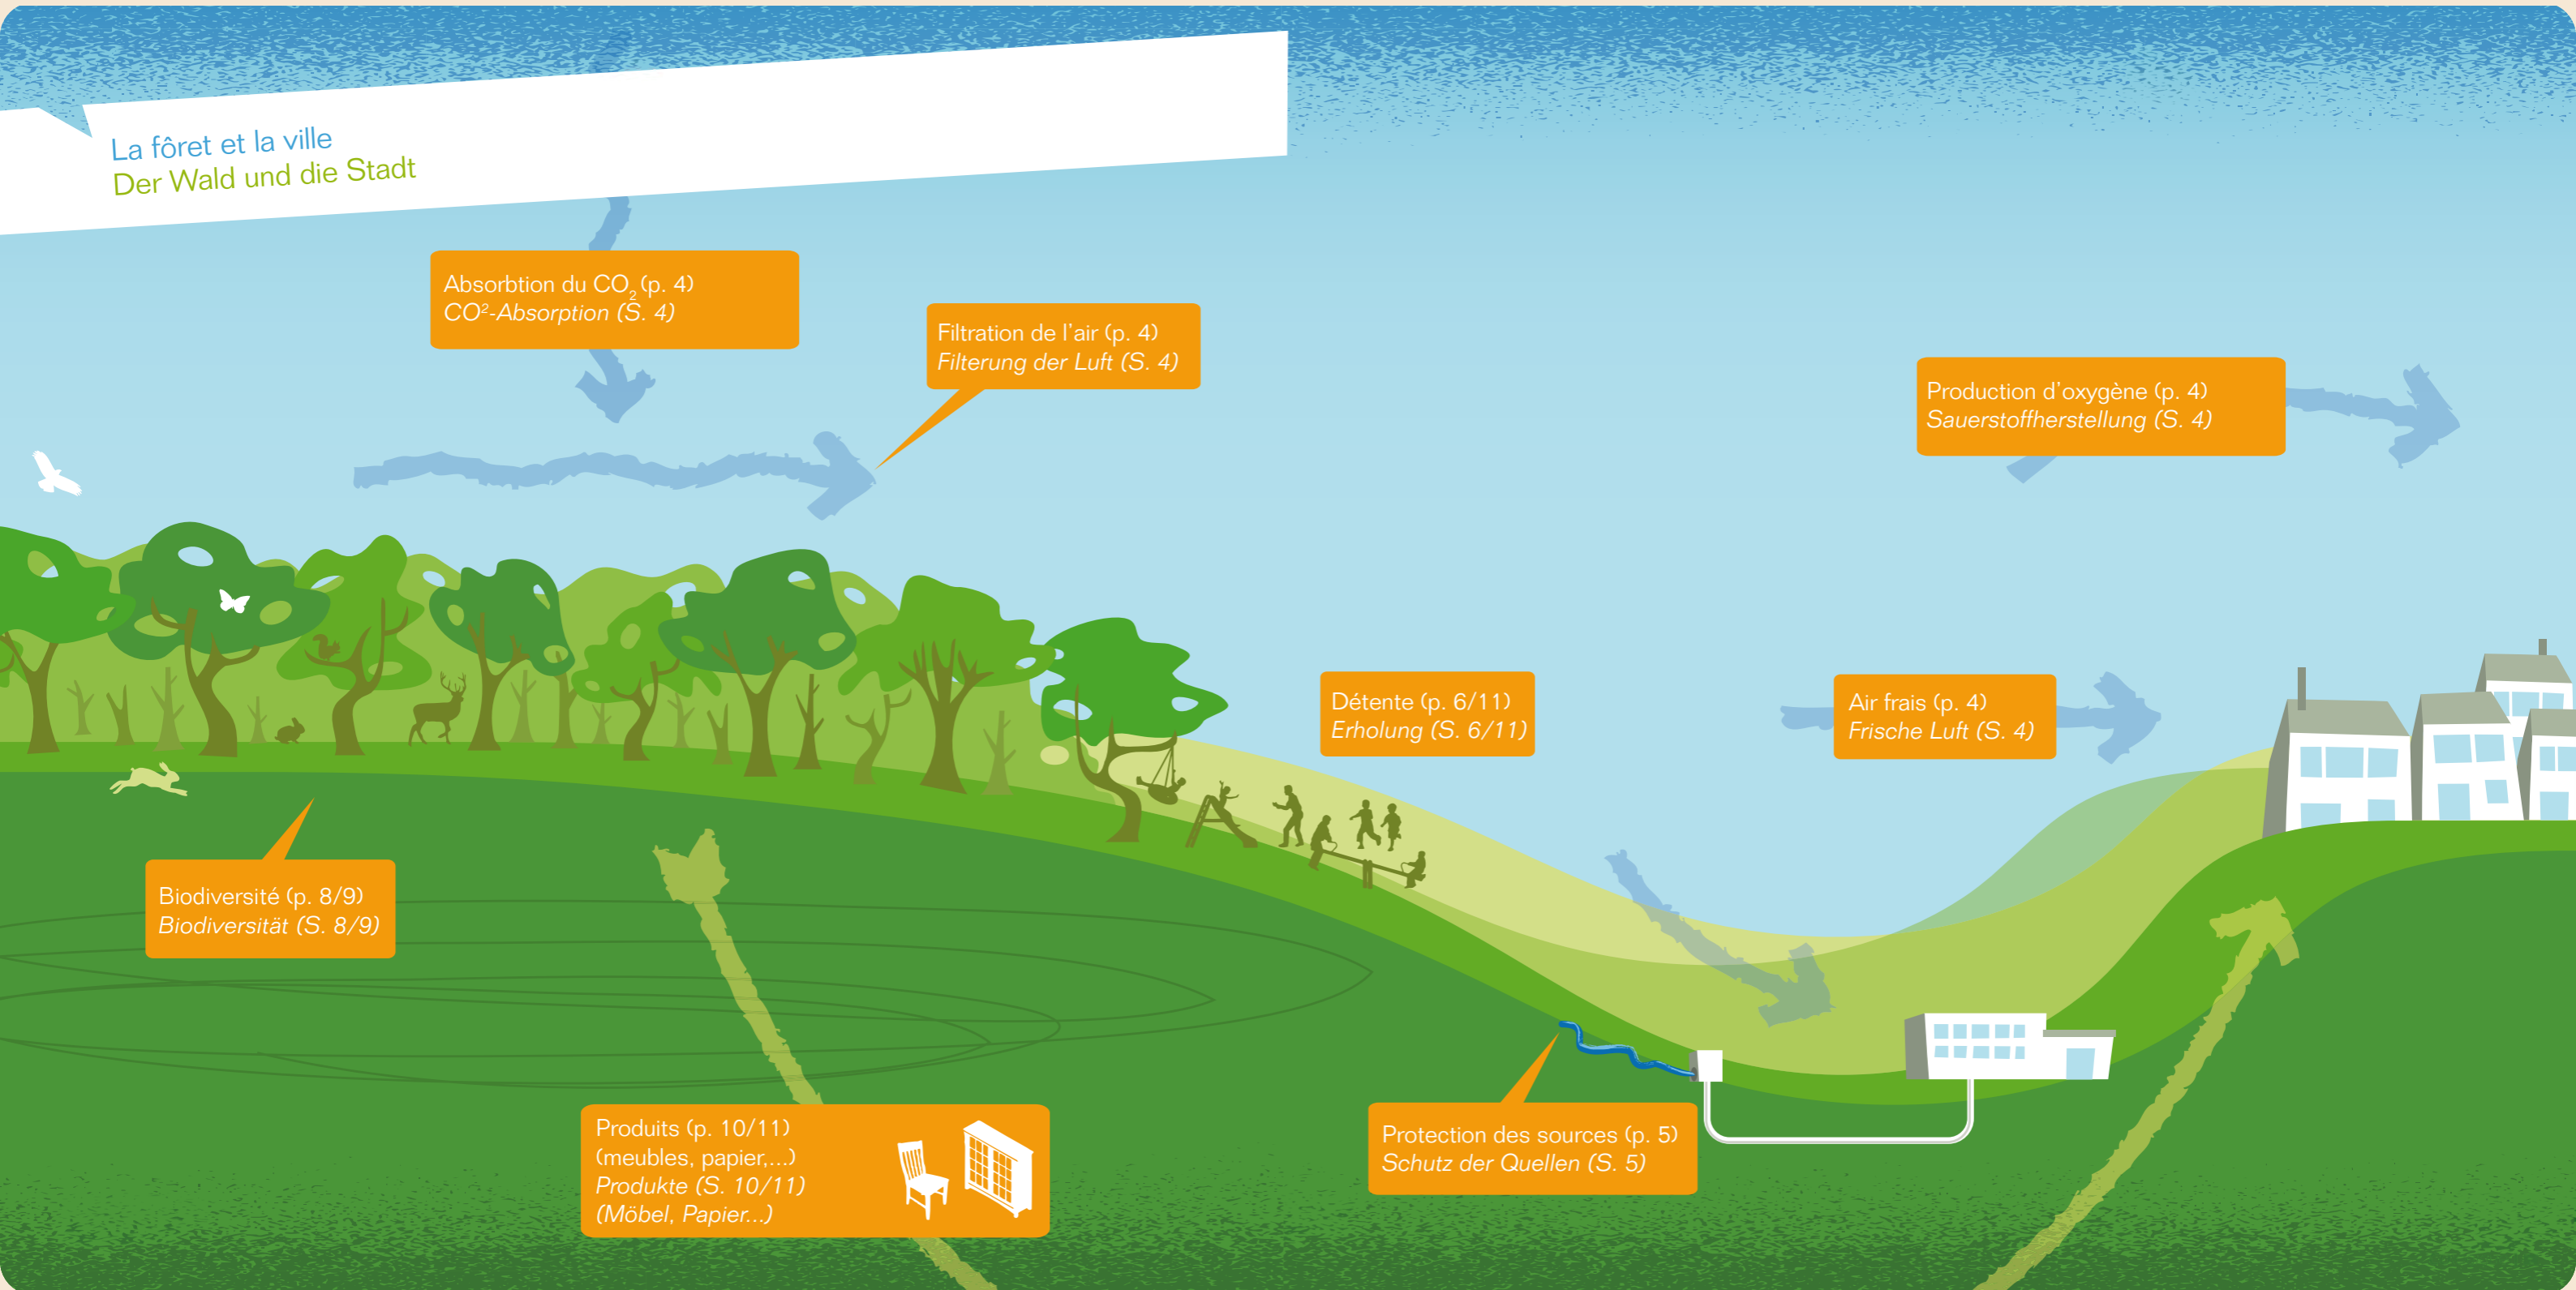 La fôret et la ville
Der Wald und die Stadt
Absorbtion du CO₂ (p. 4)
CO²-Absorption (S. 4)
Filtration de l'air (p. 4)
Filterung der Luft (S. 4)
Production d'oxygène (p. 4)
Sauerstoffherstellung (S. 4)
Détente (p. 6/11)
Erholung (S. 6/11)
Air frais (p. 4)
Frische Luft (S. 4)
Biodiversité (p. 8/9)
Biodiversität (S. 8/9)
Produits (p. 10/11)
(meubles, papier,...)
Produkte (S. 10/11)
(Möbel, Papier...)
Protection des sources (p. 5)
Schutz der Quellen (S. 5)